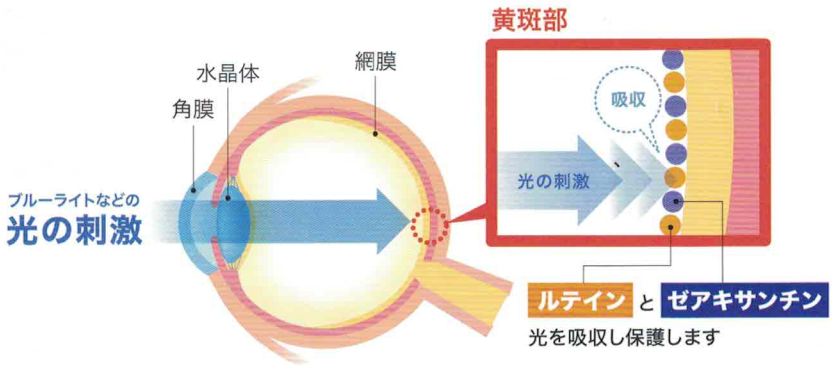 黄斑部
網膜
水晶体
角膜
吸収
ブルーライトなどの
光の刺激
光の刺激
ルテイン と ゼアキサンチン
光を吸収し保護します